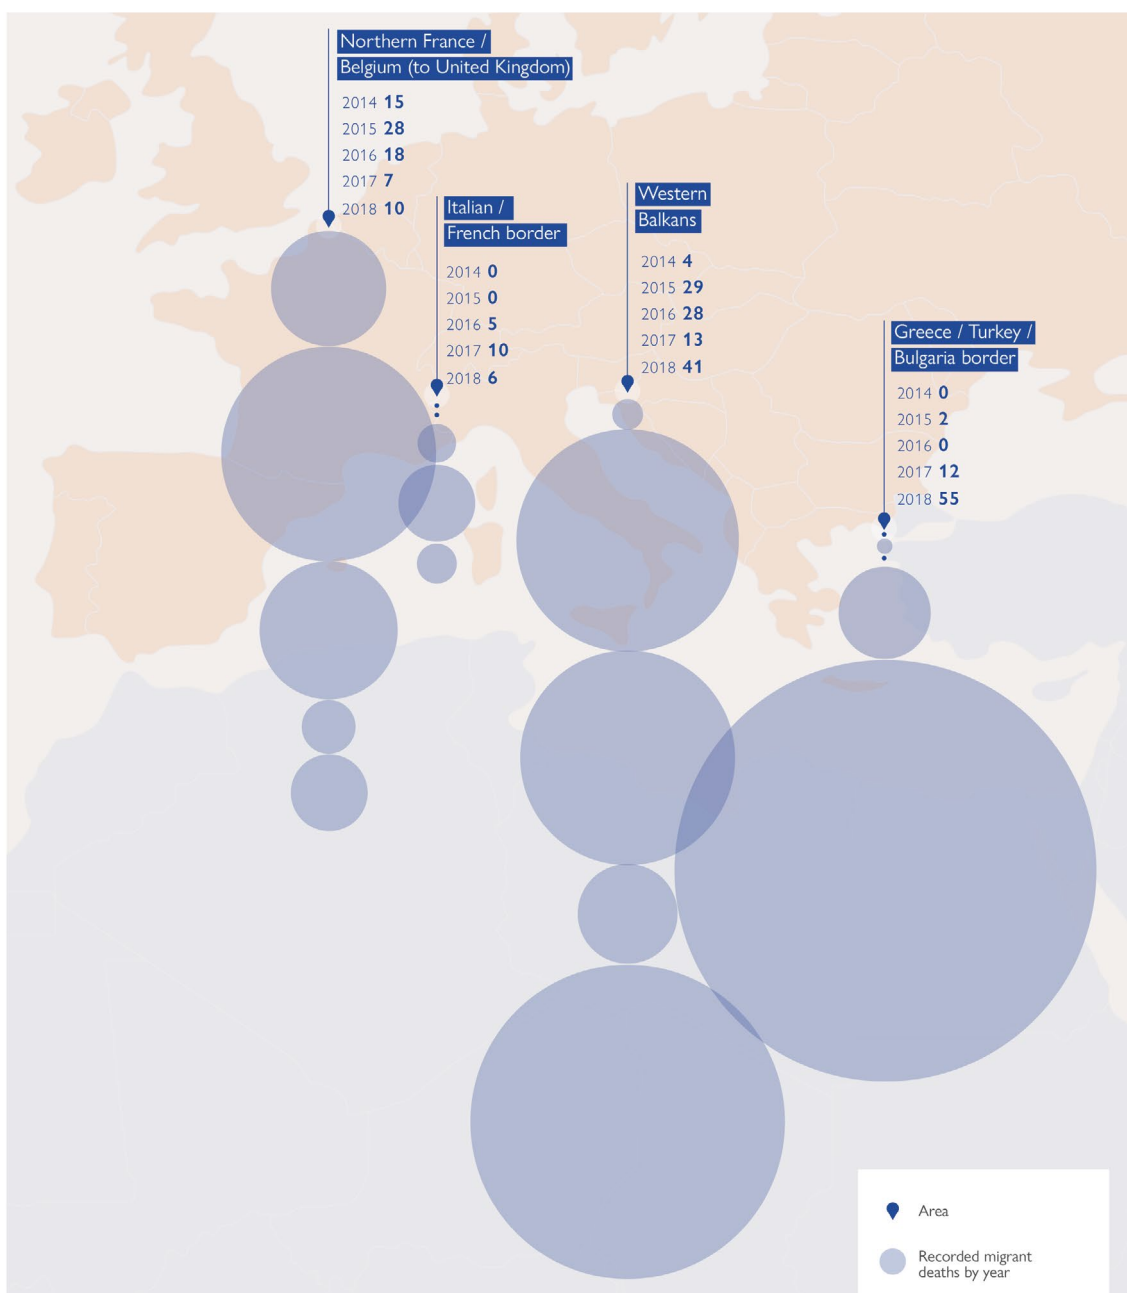 Northern France /
Belgium (to United Kingdom)
2014 15
2015 28
2016 18
2017 7
2018 10
Italian /
French border
2014 0
2015 0
2016 5
2017 10
2018 6
Western
Balkans
2014 4
2015 29
2016 28
2017 13
2018 41
Greece / Turkey /
Bulgaria border
2014 0
2015 2
2016 0
2017 12
2018 55
Area
Recorded migrant
deaths by year